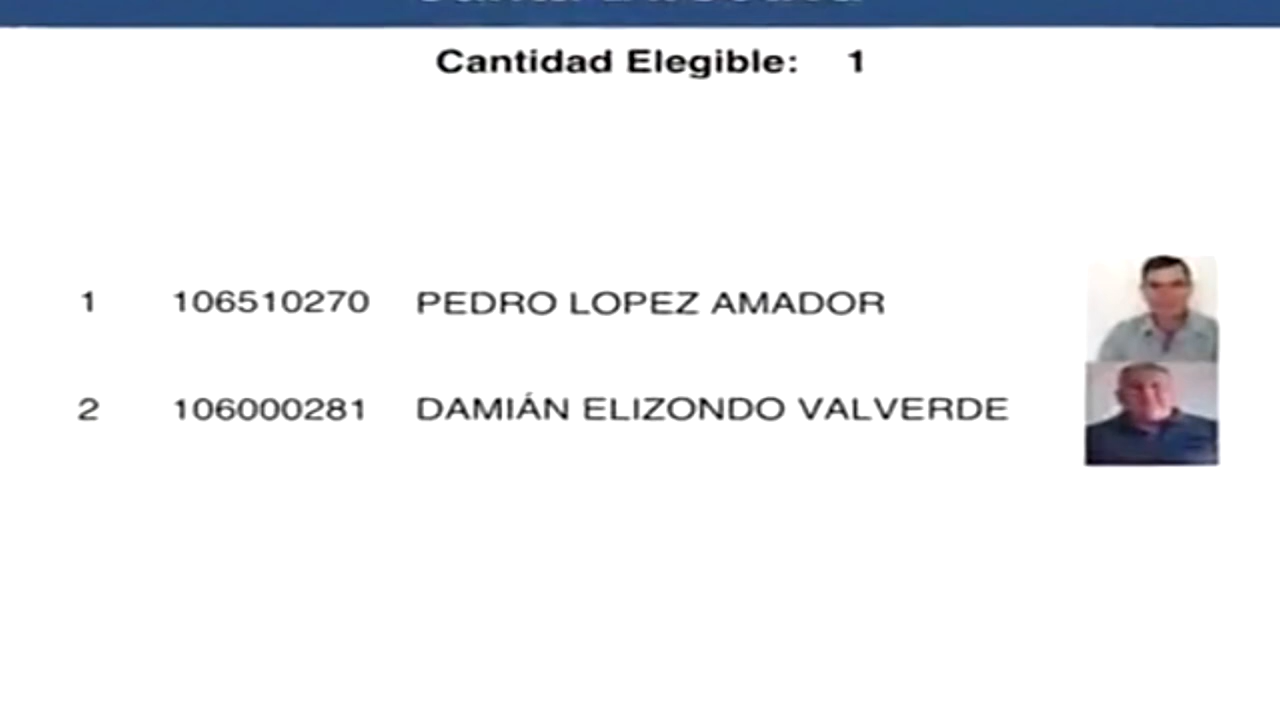 Cantidad Elegible: 1
1 106510270 PEDRO LOPEZ AMADOR
2 106000281 DAMIÁN ELIZONDO VALVERDE